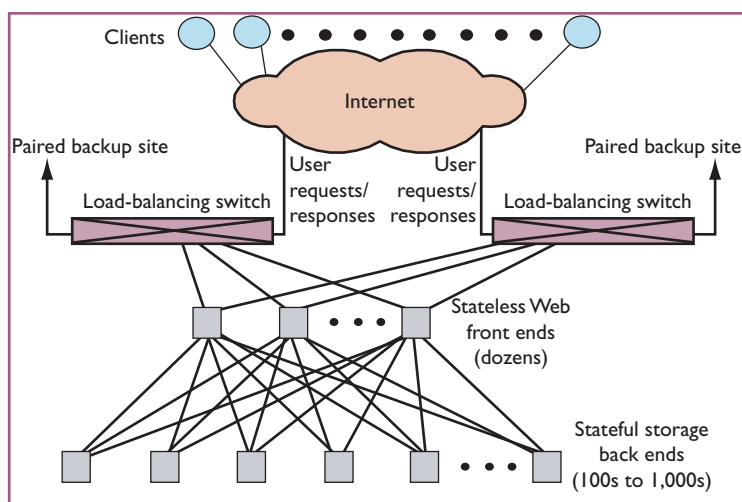 Clients
Internet
Paired backup site
Paired backup site
User
requests/
responses
User
requests/
responses
Load-balancing switch
Load-balancing switch
Stateless Web
front ends
(dozens)
Stateful storage
back ends
(100s to 1,000s)